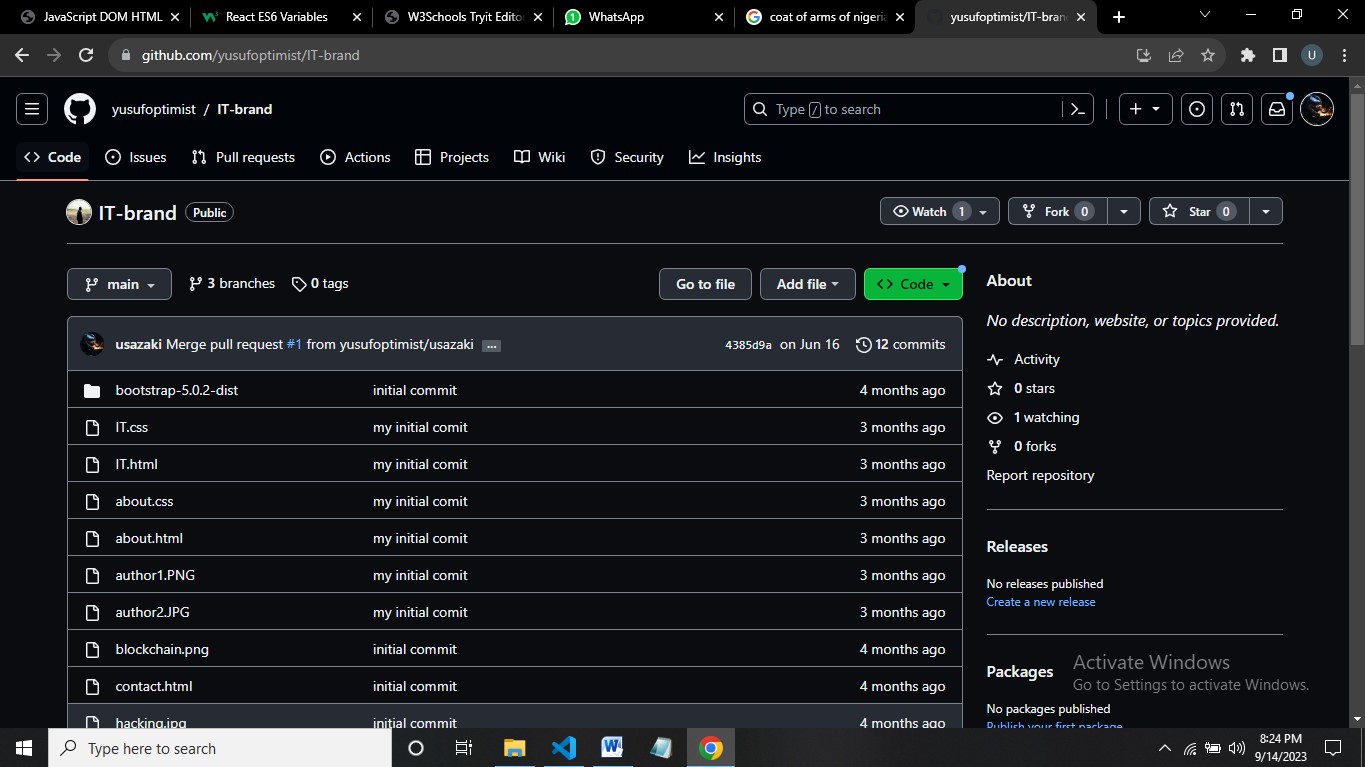 JavaScript DOM HTML
React ES6 Variables
W3Schools Tryit Editor
WhatsApp
coat of arms of nigeria
yusufoptimist/IT-brand
github.com/yusufoptimist/IT-brand
U
yusufoptimist / IT-brand
Type / to search
Code
Issues
Pull requests
Actions
Projects
Wiki
Security
Insights
IT-brand Public
Watch 1
Fork 0
Star 0
main
3 branches
0 tags
Go to file
Add file
Code
usazaki Merge pull request #1 from yusufoptimist/usazaki ... 4385d9a on Jun 16 12 commits
bootstrap-5.0.2-dist initial commit 4 months ago
IT.css my initial comit 3 months ago
IT.html my initial comit 3 months ago
about.css my initial comit 3 months ago
about.html my initial comit 3 months ago
author1.PNG my initial comit 3 months ago
author2.JPG my initial comit 3 months ago
blockchain.png initial commit 4 months ago
contact.html initial commit 4 months ago
hacking.jpg initial commit 4 months ago
About
No description, website, or topics provided.
Activity
0 stars
1 watching
0 forks
Report repository
Releases
No releases published
Create a new release
Packages
No packages published
Publish your first package
Activate Windows
Go to Settings to activate Windows.
Type here to search
8:24 PM
9/14/2023